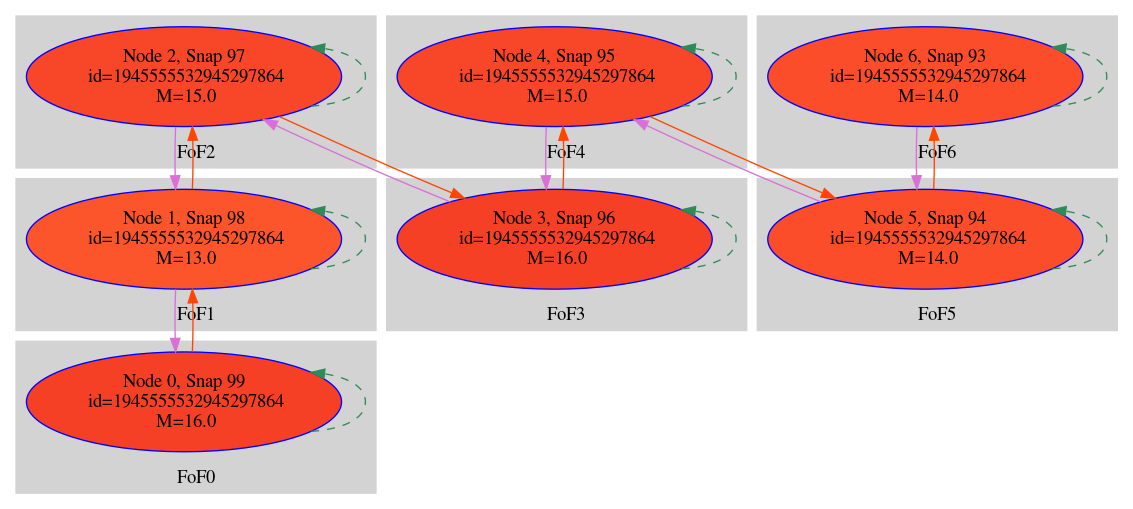 Node 2, Snap 97
id=1945555532945297864
M=15.0
FoF2
Node 4, Snap 95
id=1945555532945297864
M=15.0
FoF4
Node 6, Snap 93
id=1945555532945297864
M=14.0
FoF6
Node 1, Snap 98
id=1945555532945297864
M=13.0
FoF1
Node 3, Snap 96
id=1945555532945297864
M=16.0
FoF3
Node 5, Snap 94
id=1945555532945297864
M=14.0
FoF5
Node 0, Snap 99
id=1945555532945297864
M=16.0
FoF0